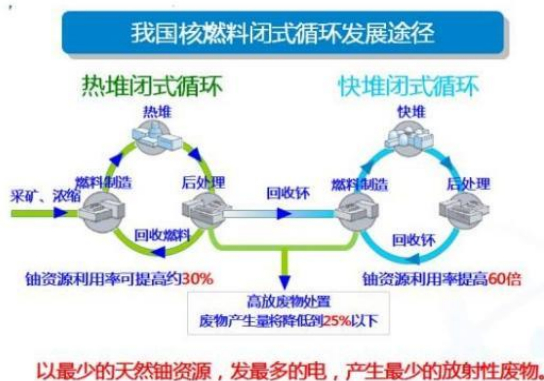 我国核燃料闭式循环发展途径
热堆闭式循环
快堆闭式循环
热堆
快堆
采矿、浓缩
燃料制造
后处理
回收钚
燃料制造
后处理
回收燃料
回收钚
铀资源利用率可提高约30%
铀资源利用率提高60倍
高放废物处置
废物产生量将降低到25%以下
以最少的天然铀资源，发最多的电，产生最少的放射性废物。